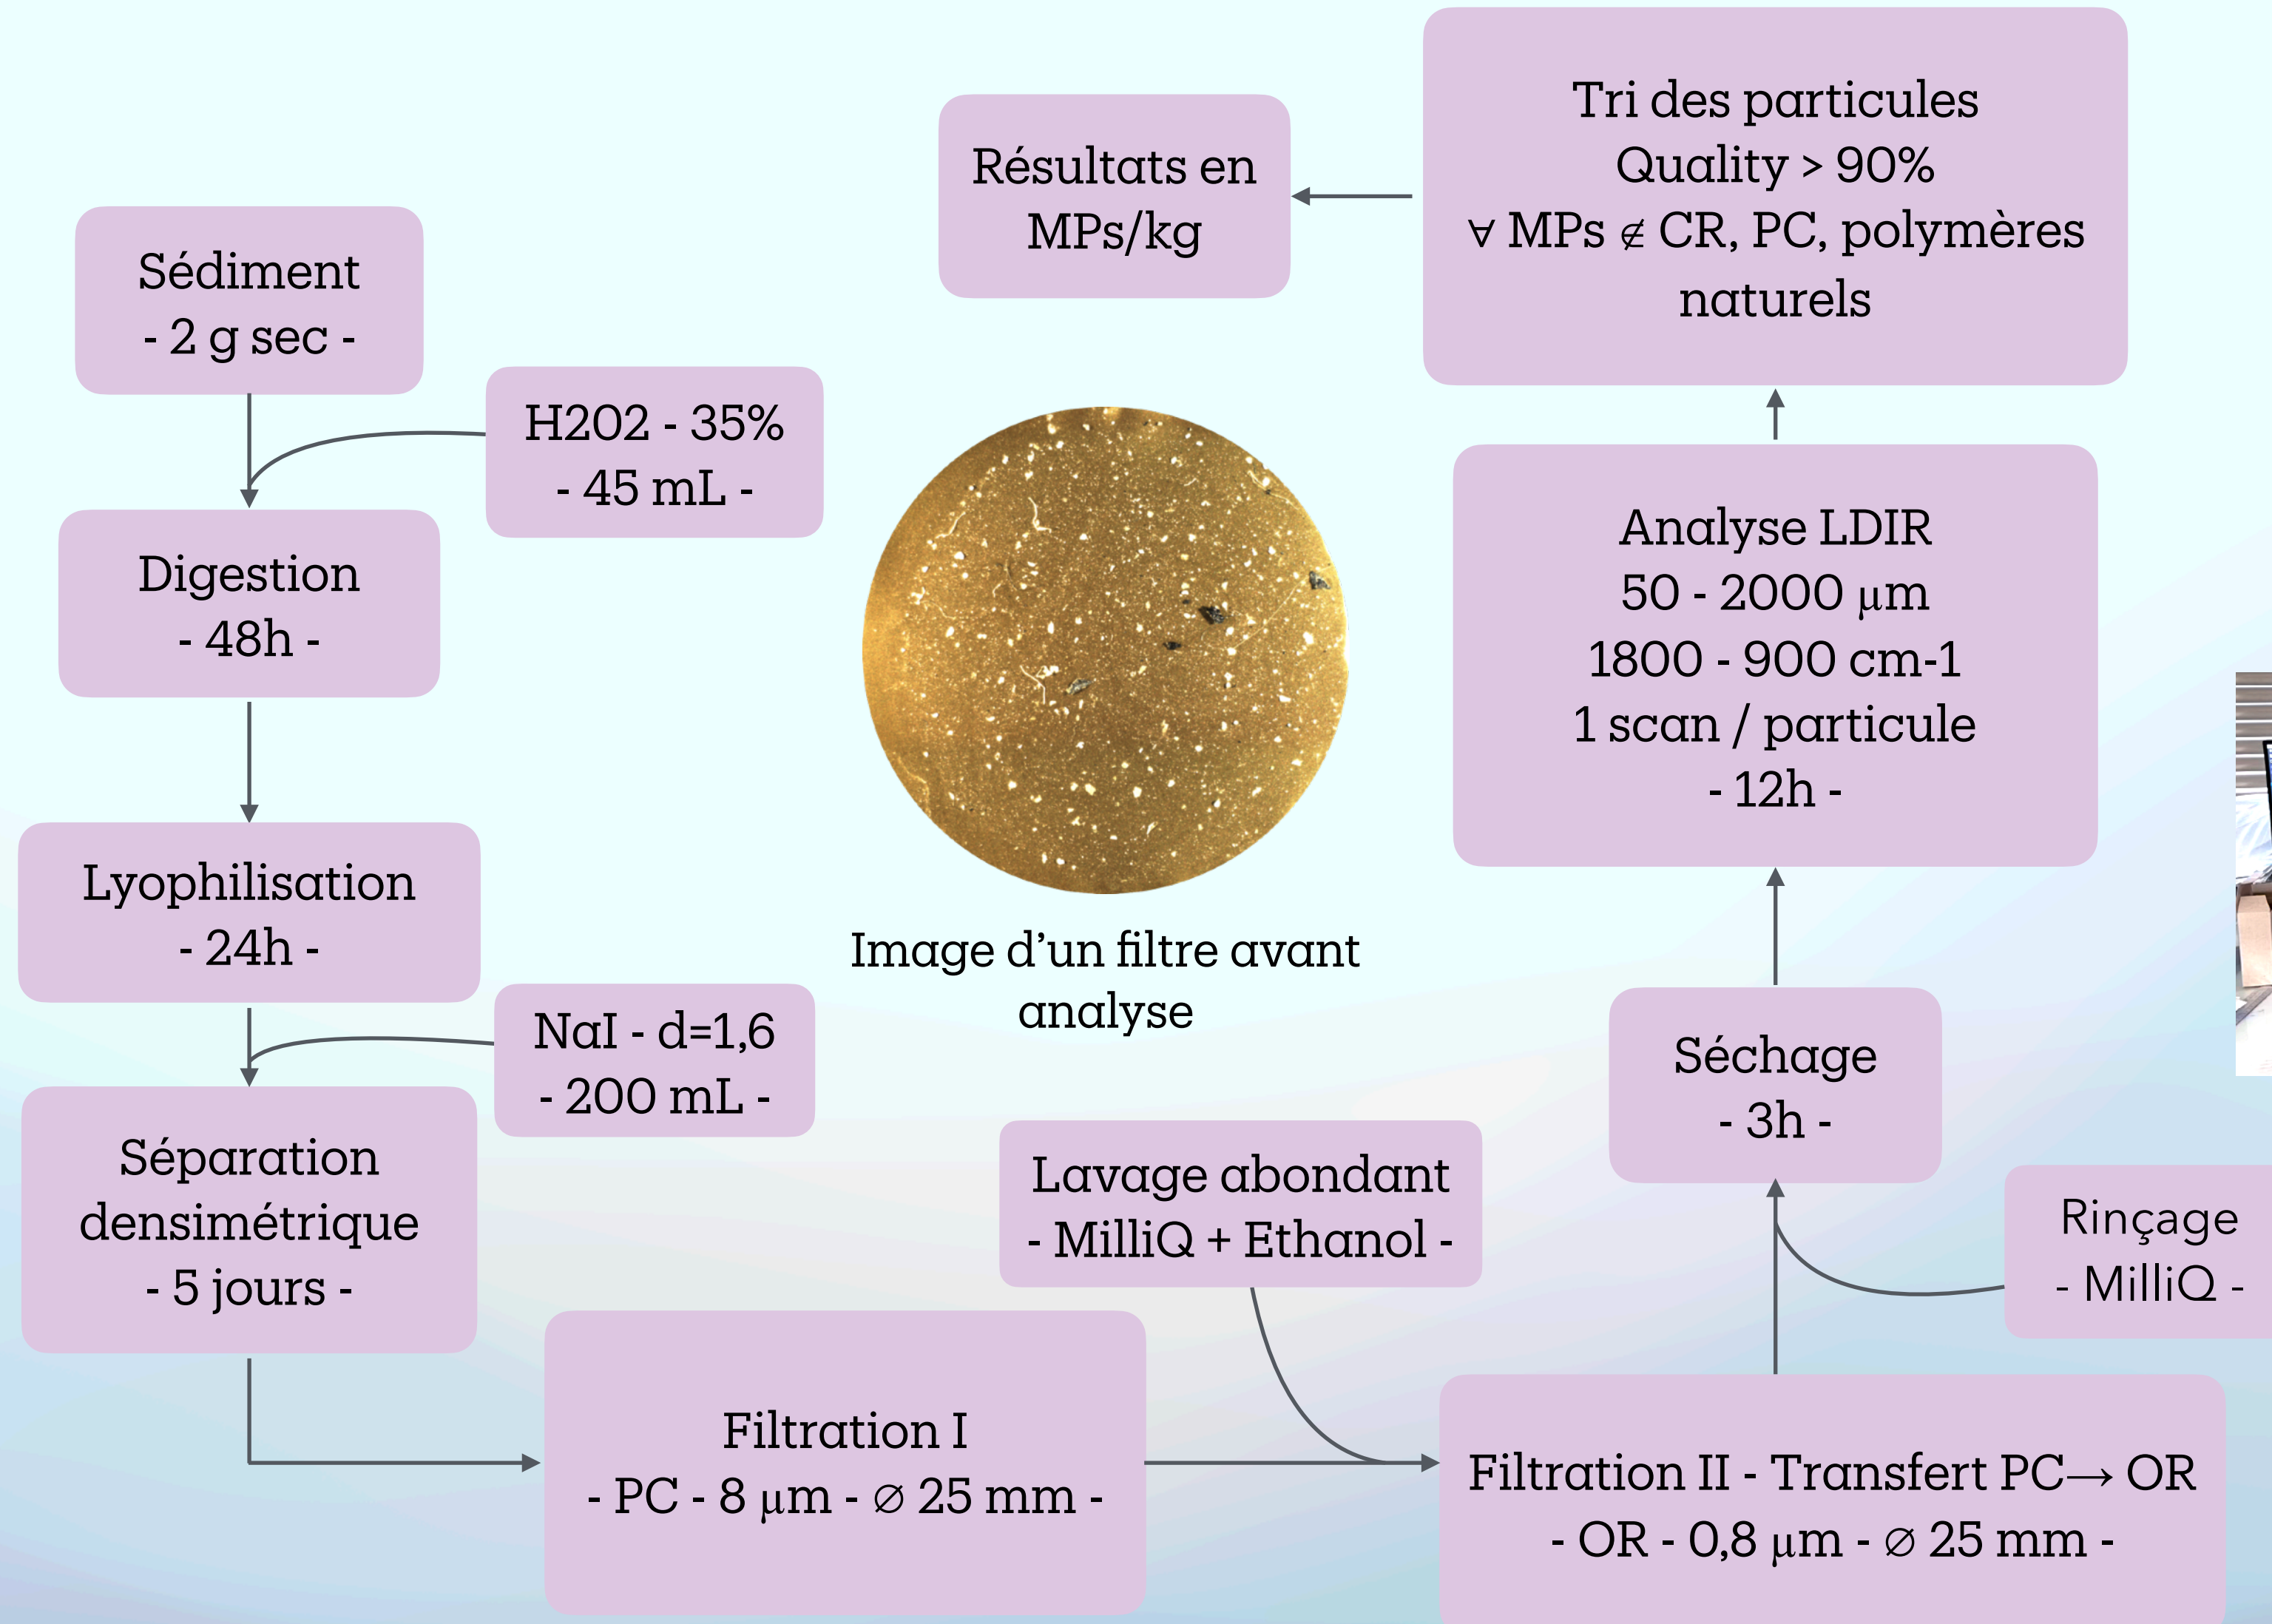 Sédiment
- 2 g sec -
H2O2 - 35%
- 45 mL -
Digestion
- 48h -
Lyophilisation
- 24h -
NaI - d=1,6
- 200 mL -
Séparation
densimétrique
- 5 jours -
Filtration I
- PC - 8 µm - ∅ 25 mm -
Lavage abondant
- MilliQ + Ethanol -
Filtration II - Transfert PC→ OR
- OR - 0,8 µm - ∅ 25 mm -
Rinçage
- MilliQ -
Séchage
- 3h -
Analyse LDIR
50 - 2000 µm
1800 - 900 cm-1
1 scan / particule
- 12h -
Tri des particules
Quality > 90%
∀ MPs ∉ CR, PC, polymères
naturels
Résultats en
MPs/kg
Image d’un filtre avant
analyse